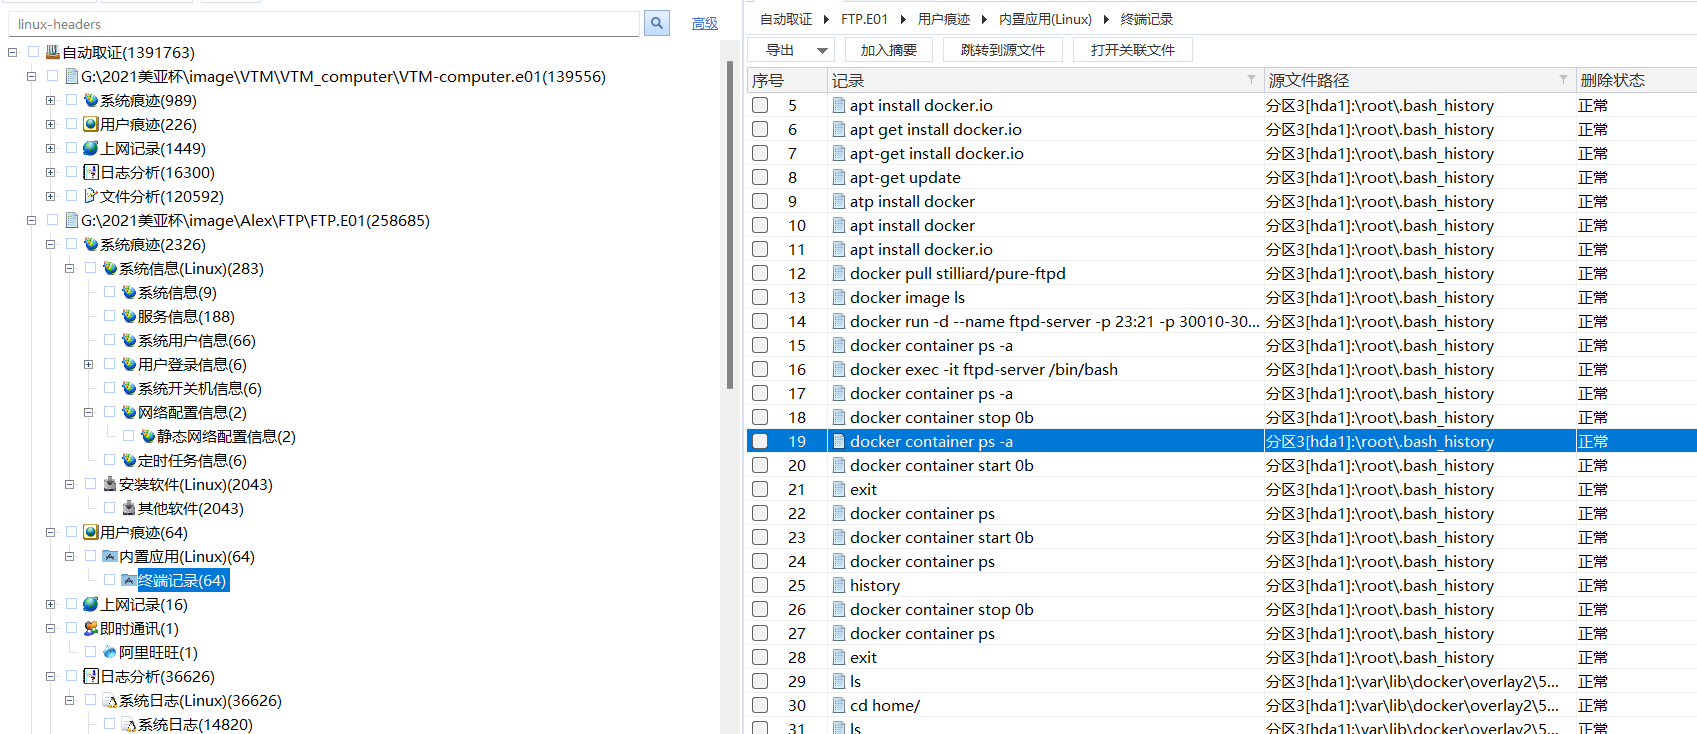 linux-headers
高级
自动取证(1391763)
G:\2021美亚杯\image\VTM\VTM_computer\VTM-computer.e01(139556)
系统痕迹(989)
用户痕迹(226)
上网记录(1449)
日志分析(16300)
文件分析(120592)
G:\2021美亚杯\image\Alex\FTP\FTP.E01(258685)
系统痕迹(2326)
系统信息(Linux)(283)
系统信息(9)
服务信息(188)
系统用户信息(66)
用户登录信息(6)
系统开关机信息(6)
网络配置信息(2)
静态网络配置信息(2)
定时任务信息(6)
安装软件(Linux)(2043)
其他软件(2043)
用户痕迹(64)
内置应用(Linux)(64)
终端记录(64)
上网记录(16)
即时通讯(1)
阿里旺旺(1)
日志分析(36626)
系统日志(Linux)(36626)
系统日志(14820)
自动取证 FTP.E01 用户痕迹 内置应用(Linux) 终端记录
导出 加入摘要 跳转到源文件 打开关联文件
序号 记录 源文件路径 删除状态
5 apt install docker.io 分区3[hda1]:\root\.bash_history 正常
6 apt get install docker.io 分区3[hda1]:\root\.bash_history 正常
7 apt-get install docker.io 分区3[hda1]:\root\.bash_history 正常
8 apt-get update 分区3[hda1]:\root\.bash_history 正常
9 atp install docker 分区3[hda1]:\root\.bash_history 正常
10 apt install docker 分区3[hda1]:\root\.bash_history 正常
11 apt install docker.io 分区3[hda1]:\root\.bash_history 正常
12 docker pull stilliard/pure-ftpd 分区3[hda1]:\root\.bash_history 正常
13 docker image ls 分区3[hda1]:\root\.bash_history 正常
14 docker run -d --name ftpd-server -p 23:21 -p 30010-30... 分区3[hda1]:\root\.bash_history 正常
15 docker container ps -a 分区3[hda1]:\root\.bash_history 正常
16 docker exec -it ftpd-server /bin/bash 分区3[hda1]:\root\.bash_history 正常
17 docker container ps -a 分区3[hda1]:\root\.bash_history 正常
18 docker container stop 0b 分区3[hda1]:\root\.bash_history 正常
19 docker container ps -a 分区3[hda1]:\root\.bash_history 正常
20 docker container start 0b 分区3[hda1]:\root\.bash_history 正常
21 exit 分区3[hda1]:\root\.bash_history 正常
22 docker container ps 分区3[hda1]:\root\.bash_history 正常
23 docker container start 0b 分区3[hda1]:\root\.bash_history 正常
24 docker container ps 分区3[hda1]:\root\.bash_history 正常
25 history 分区3[hda1]:\root\.bash_history 正常
26 docker container stop 0b 分区3[hda1]:\root\.bash_history 正常
27 docker container ps 分区3[hda1]:\root\.bash_history 正常
28 exit 分区3[hda1]:\root\.bash_history 正常
29 ls 分区3[hda1]:\var\lib\docker\overlay2\5... 正常
30 cd home/ 分区3[hda1]:\var\lib\docker\overlay2\5... 正常
31 ls 分区3[hda1]:\var\lib\docker\overlay2\5... 正常